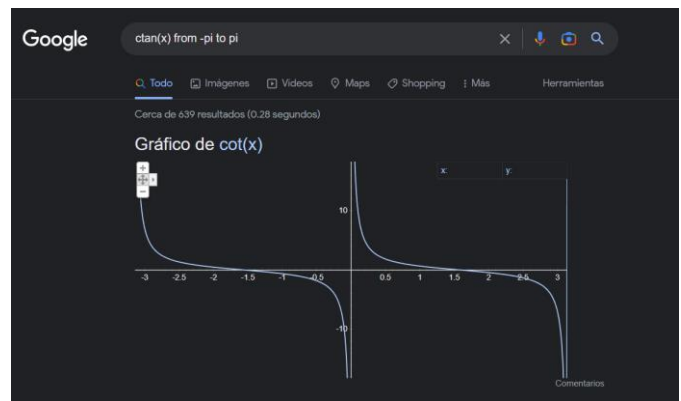 Google
ctan(x) from -pi to pi
Todo Imágenes Videos Maps Shopping Más Herramientas
Cerca de 639 resultados (0.28 segundos)
Gráfico de cot(x)
+
x: y:
-
10
-3 -2.5 -2 -1.5 -1 -0.5 0.5 1 1.5 2 2.5 3
-10
Comentarios